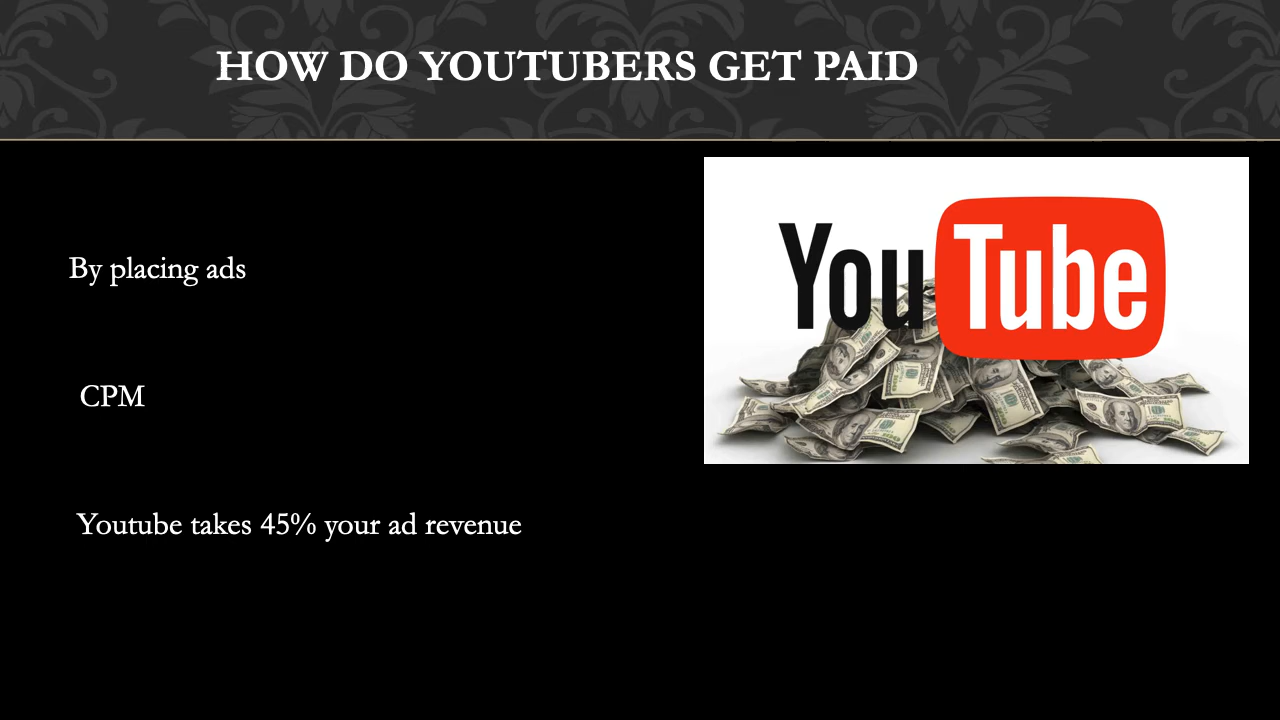 HOW DO YOUTUBERS GET PAID
By placing ads
CPM
Youtube takes 45% your ad revenue
YouTube